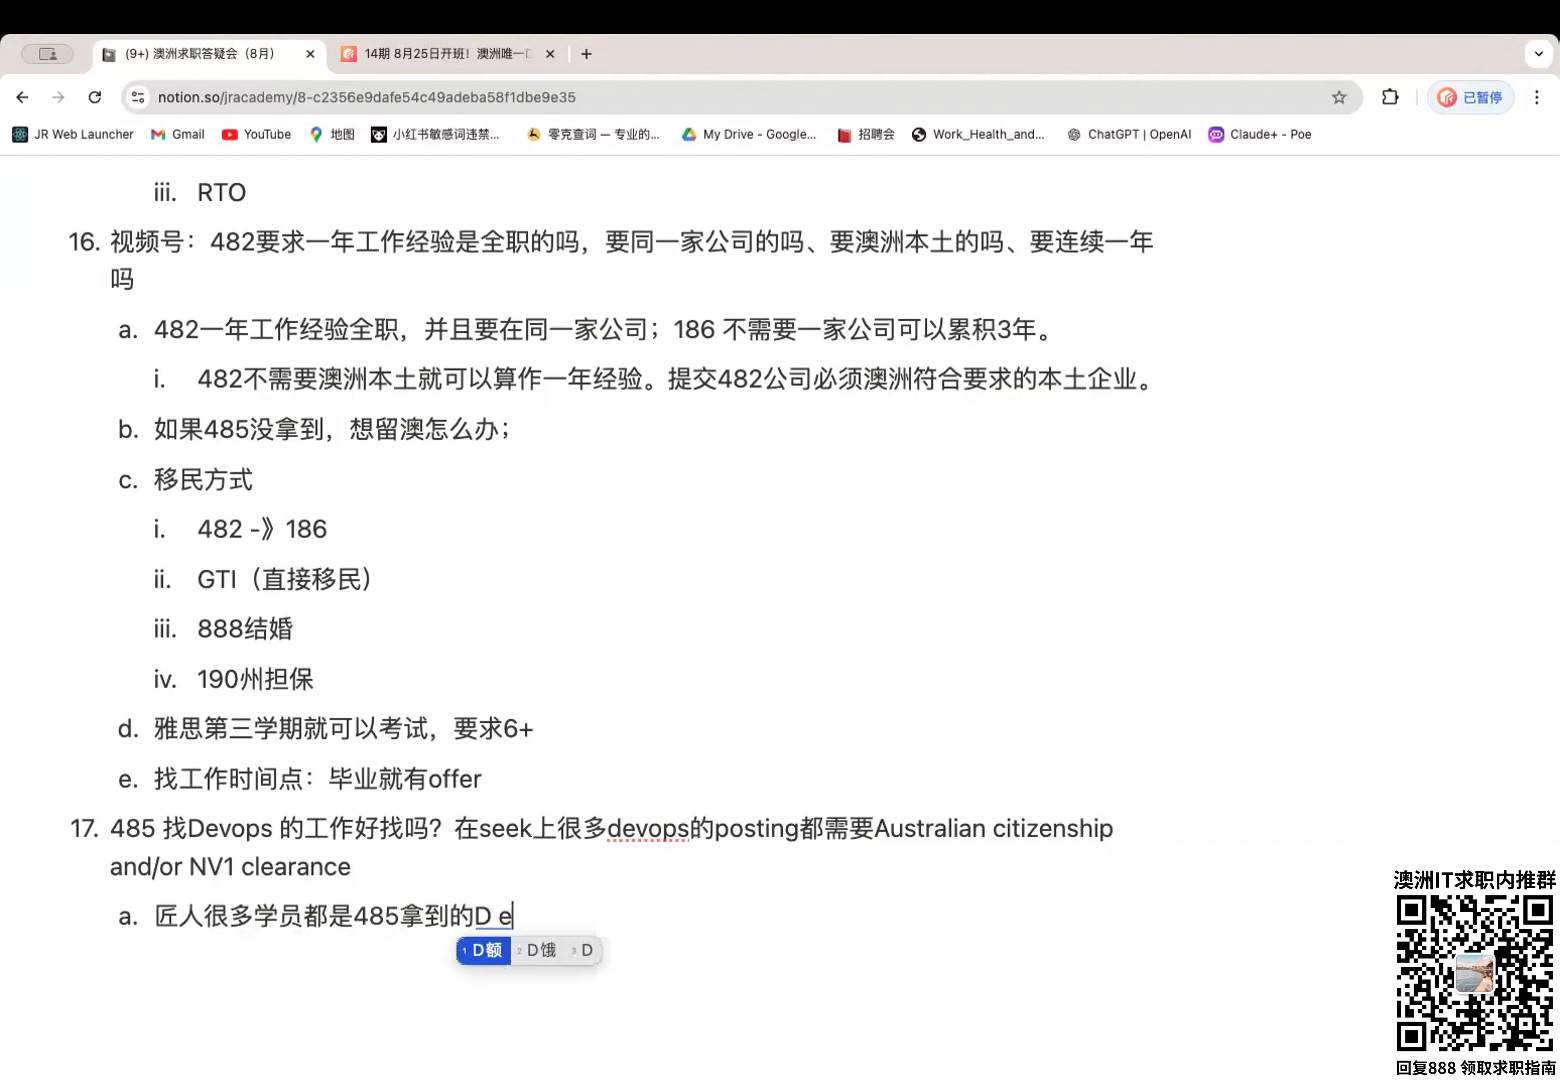 (9+) 澳洲求职答疑会（8月）
14期 8月25日开班！澳洲唯一
notion.so/jracademy/8-c2356e9dafe54c49adeba58f1dbe9e35
已暂停
JR Web Launcher
Gmail
YouTube
地图
小红书敏感词违禁...
零克查词 — 专业的...
My Drive - Google...
招聘会
Work_Health_and...
ChatGPT | OpenAI
Claude+ - Poe
iii. RTO
16. 视频号：482要求一年工作经验是全职的吗，要同一家公司的吗、要澳洲本土的吗、要连续一年
吗
a. 482一年工作经验全职，并且要在同一家公司；186 不需要一家公司可以累积3年。
i. 482不需要澳洲本土就可以算作一年经验。提交482公司必须澳洲符合要求的本土企业。
b. 如果485没拿到，想留澳怎么办；
c. 移民方式
i. 482 -》186
ii. GTI（直接移民）
iii. 888结婚
iv. 190州担保
d. 雅思第三学期就可以考试，要求6+
e. 找工作时间点：毕业就有offer
17. 485 找Devops 的工作好找吗？在seek上很多devops的posting都需要Australian citizenship
and/or NV1 clearance
a. 匠人很多学员都是485拿到的D e
1 D额 2 D饿 3 D
澳洲IT求职内推群
回复888 领取求职指南